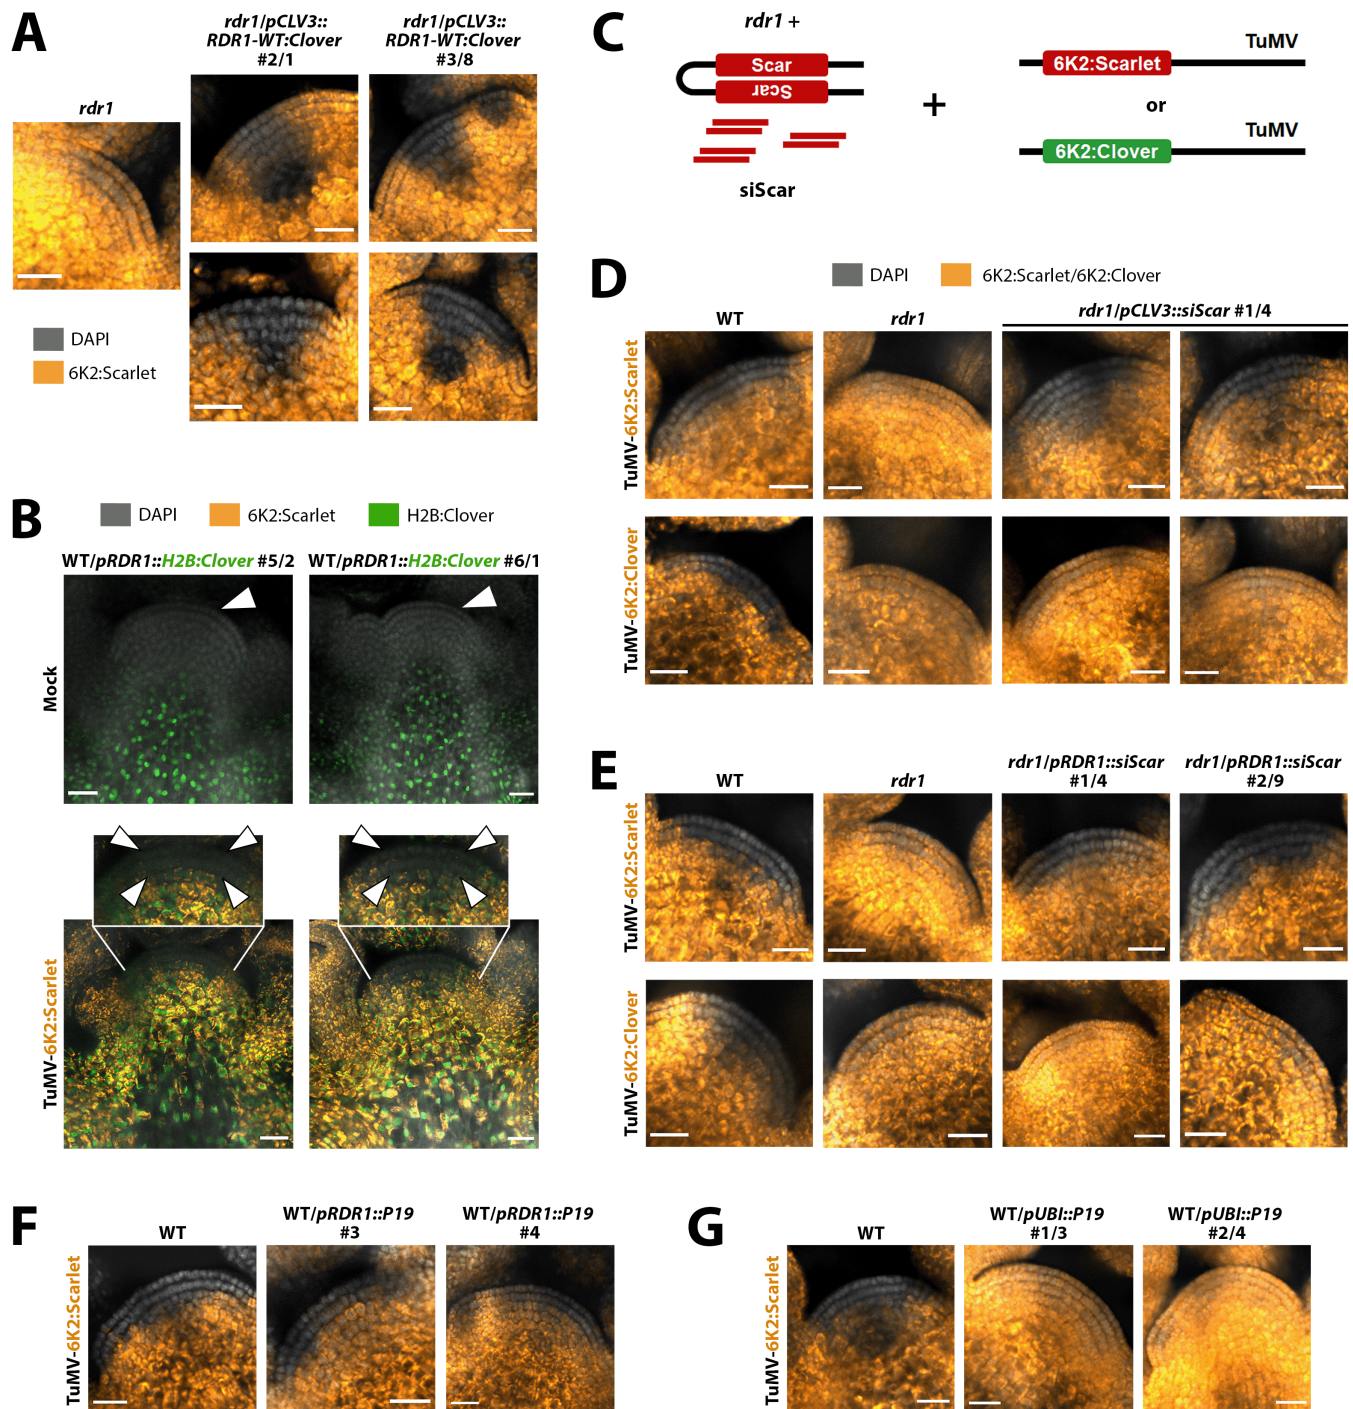 A
rdr1/pCLV3::
RDR1-WT:Clover
#2/1
rdr1/pCLV3::
RDR1-WT:Clover
#3/8
rdr1
DAPI
6K2:Scarlet
B
DAPI
6K2:Scarlet
H2B:Clover
WT/pRDR1::H2B:Clover #5/2
WT/pRDR1::H2B:Clover #6/1
Mock
TuMV-6K2:Scarlet
C
rdr1 +
Scar
Scar
siScar
+
TuMV
6K2:Scarlet
or
TuMV
6K2:Clover
D
DAPI
6K2:Scarlet/6K2:Clover
WT
rdr1
rdr1/pCLV3::siScar #1/4
TuMV-6K2:Scarlet
TuMV-6K2:Clover
E
WT
rdr1
rdr1/pRDR1::siScar
#1/4
rdr1/pRDR1::siScar
#2/9
TuMV-6K2:Scarlet
TuMV-6K2:Clover
F
WT
WT/pRDR1::P19
#3
WT/pRDR1::P19
#4
TuMV-6K2:Scarlet
G
WT
WT/pUBI::P19
#1/3
WT/pUBI::P19
#2/4
TuMV-6K2:Scarlet